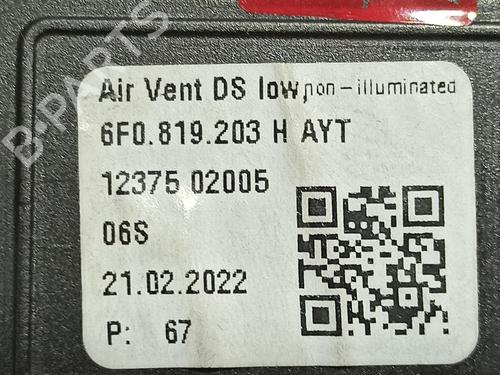 Air Vent DS low, non-illuminated
6F0.819.203 H AYT
12375 02005
06S
21.02.2022
P: 67
B-PARTS